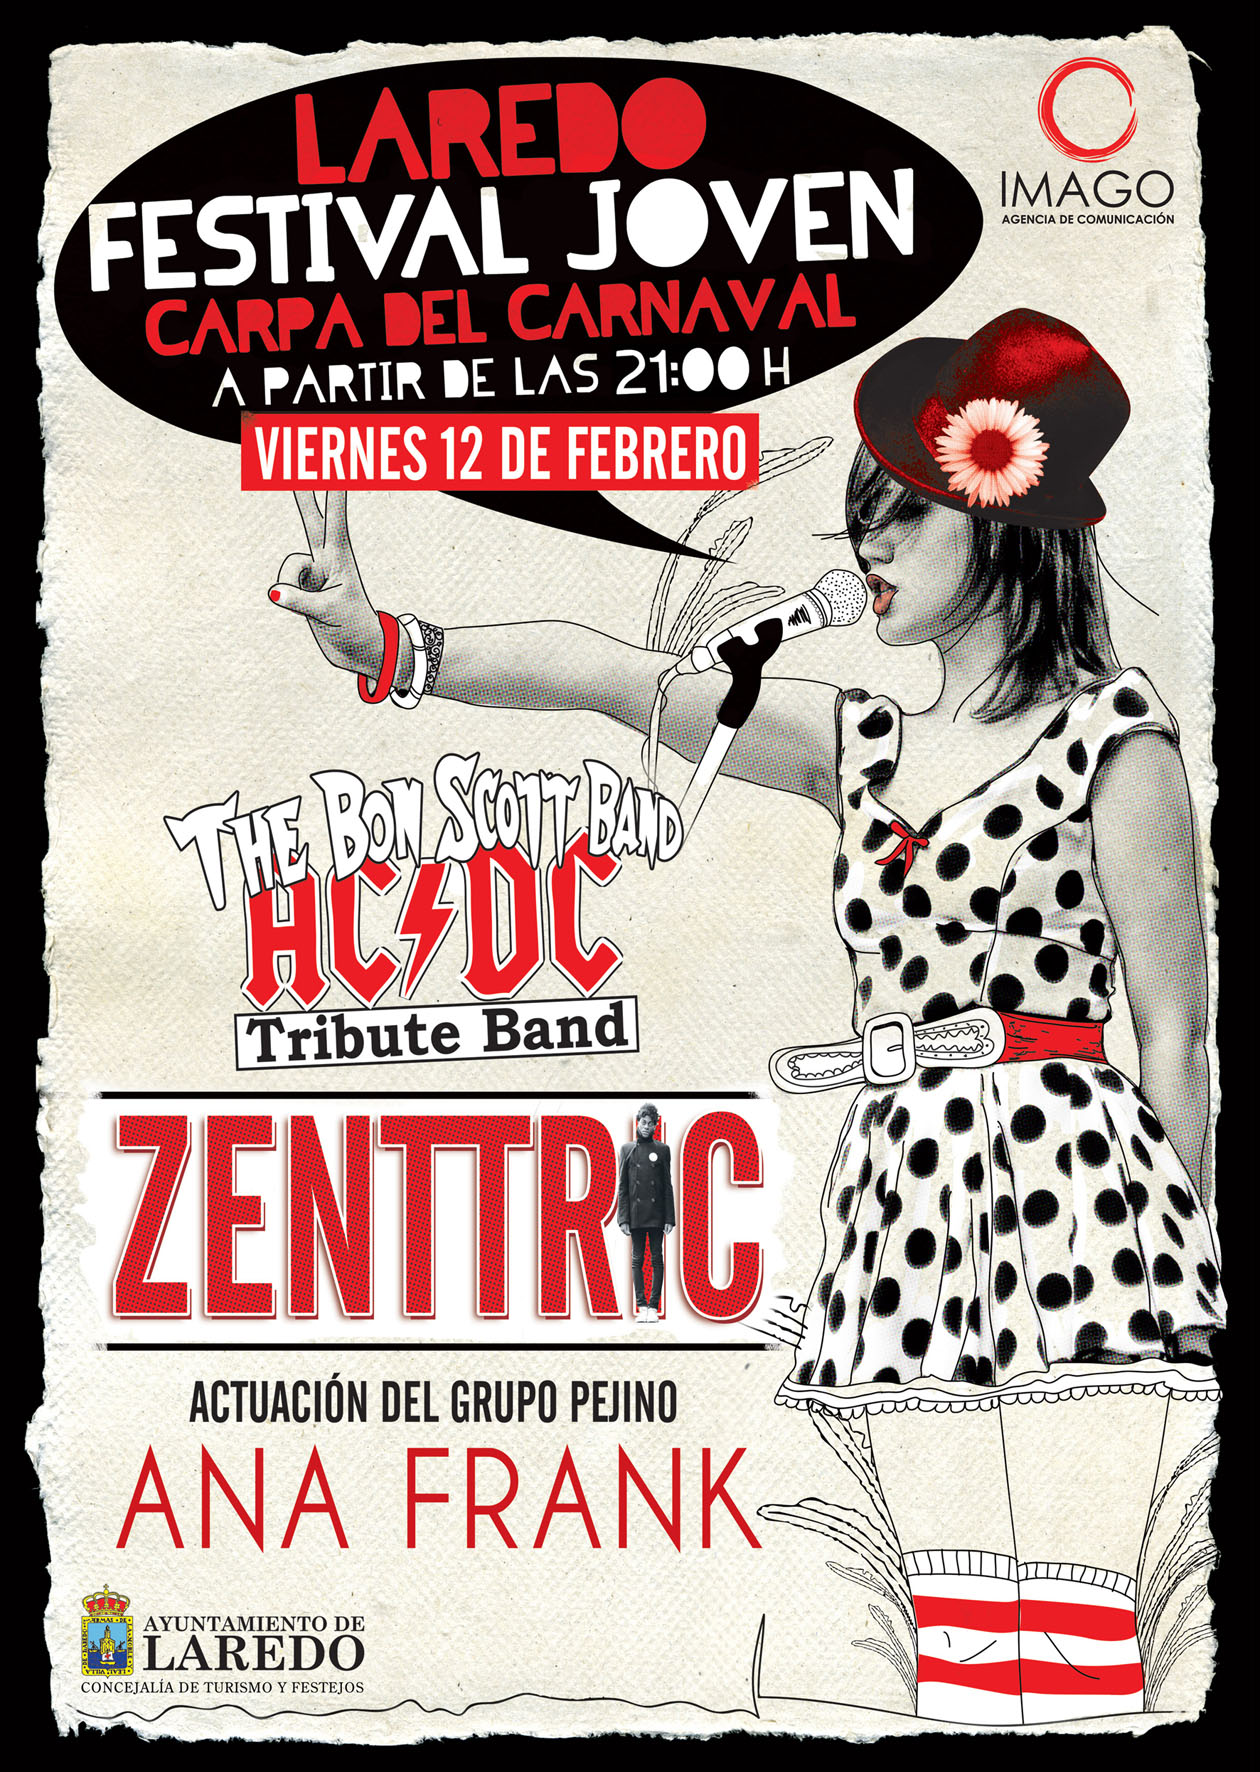 LAREDO
FESTIVAL JOVEN
CARPA DEL CARNAVAL
A PARTIR DE LAS 21:00 H
VIERNES 12 DE FEBRERO
IMAGO
AGENCIA DE COMUNICACIÓN
THE BON SCOTT BAND
AC/DC
Tribute Band
ZENTTRIC
ACTUACIÓN DEL GRUPO PEJINO
ANA FRANK
AYUNTAMIENTO DE
LAREDO
CONCEJALÍA DE TURISMO Y FESTEJOS